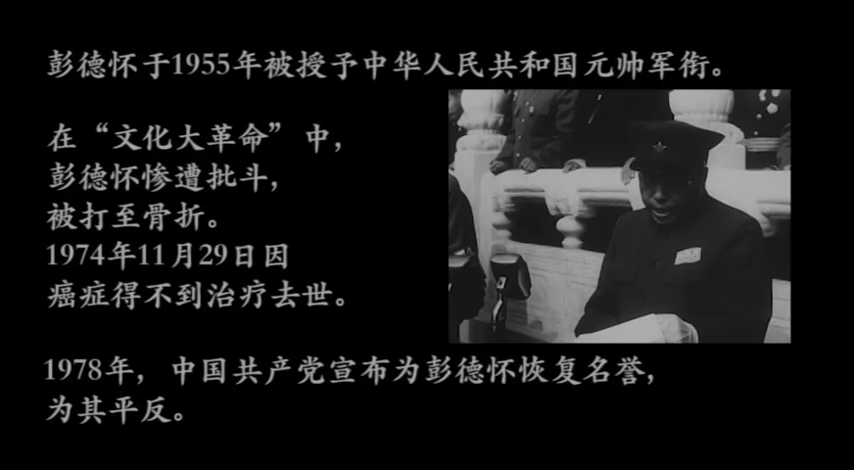 彭德怀于1955年被授予中华人民共和国元帅军衔。
在“文化大革命”中，
彭德怀惨遭批斗，
被打至骨折。
1974年11月29日因
癌症得不到治疗去世。
1978年，中国共产党宣布为彭德怀恢复名誉，
为其平反。